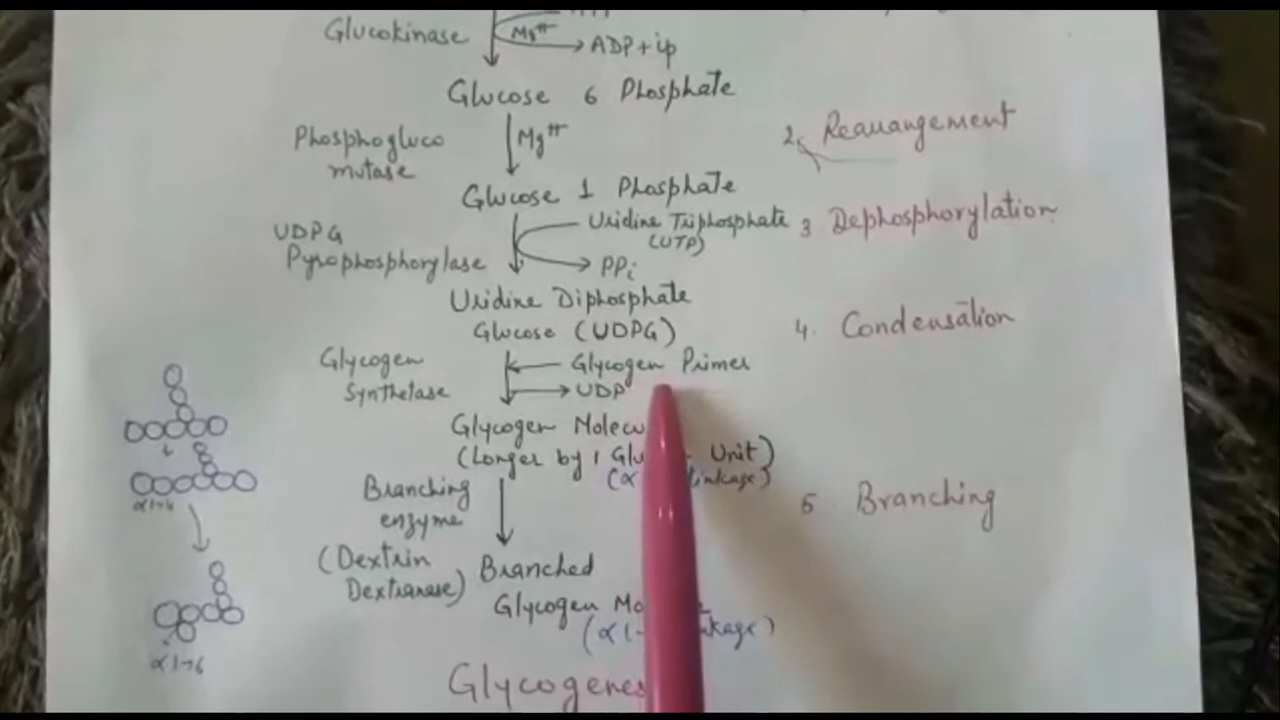 Glucokinase
Mg++
ADP + ip
Glucose 6 Phosphate
Phosphogluco
mutase
Mg++
2. Rearrangement
Glucose 1 Phosphate
UDPG
Pyrophosphorylase
Uridine Triphosphate
(UTP)
PPi
3 Dephosphorylation
Uridine Diphosphate
Glucose (UDPG)
4. Condensation
Glycogen
Synthetase
Glycogen Primer
UDP
Glycogen
(Longer by 1 Unit)
(α linkage)
Branching
enzyme
5 Branching
(Dextrin
Dextranase)
Branched
Glycogen
(α 1-
α1→4
α1→6